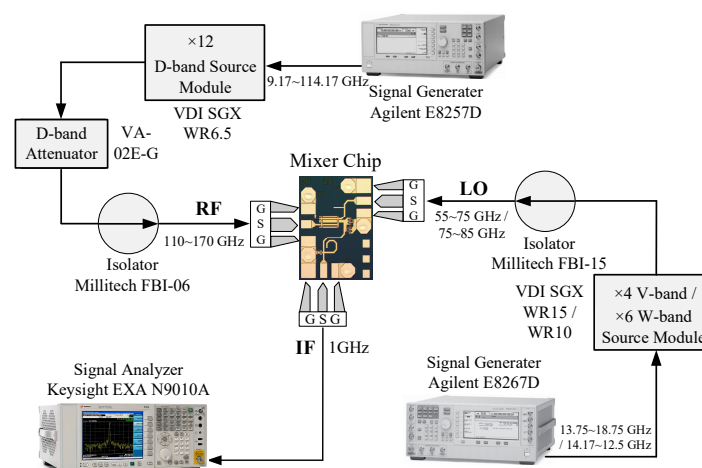 ×12
D-band Source
Module
9.17~114.17 GHz
Signal Generater
Agilent E8257D
VDI SGX
WR6.5
D-band
Attenuator
VA-
02E-G
Mixer Chip
RF
110~170 GHz
Isolator
Millitech FBI-06
G
S
G
G
S
G
LO
55~75 GHz /
75~85 GHz
Isolator
Millitech FBI-15
VDI SGX
WR15 /
WR10
×4 V-band /
×6 W-band
Source Module
G S G
IF
1GHz
Signal Analyzer
Keysight EXA N9010A
Signal Generater
Agilent E8267D
13.75~18.75 GHz
/ 14.17~12.5 GHz